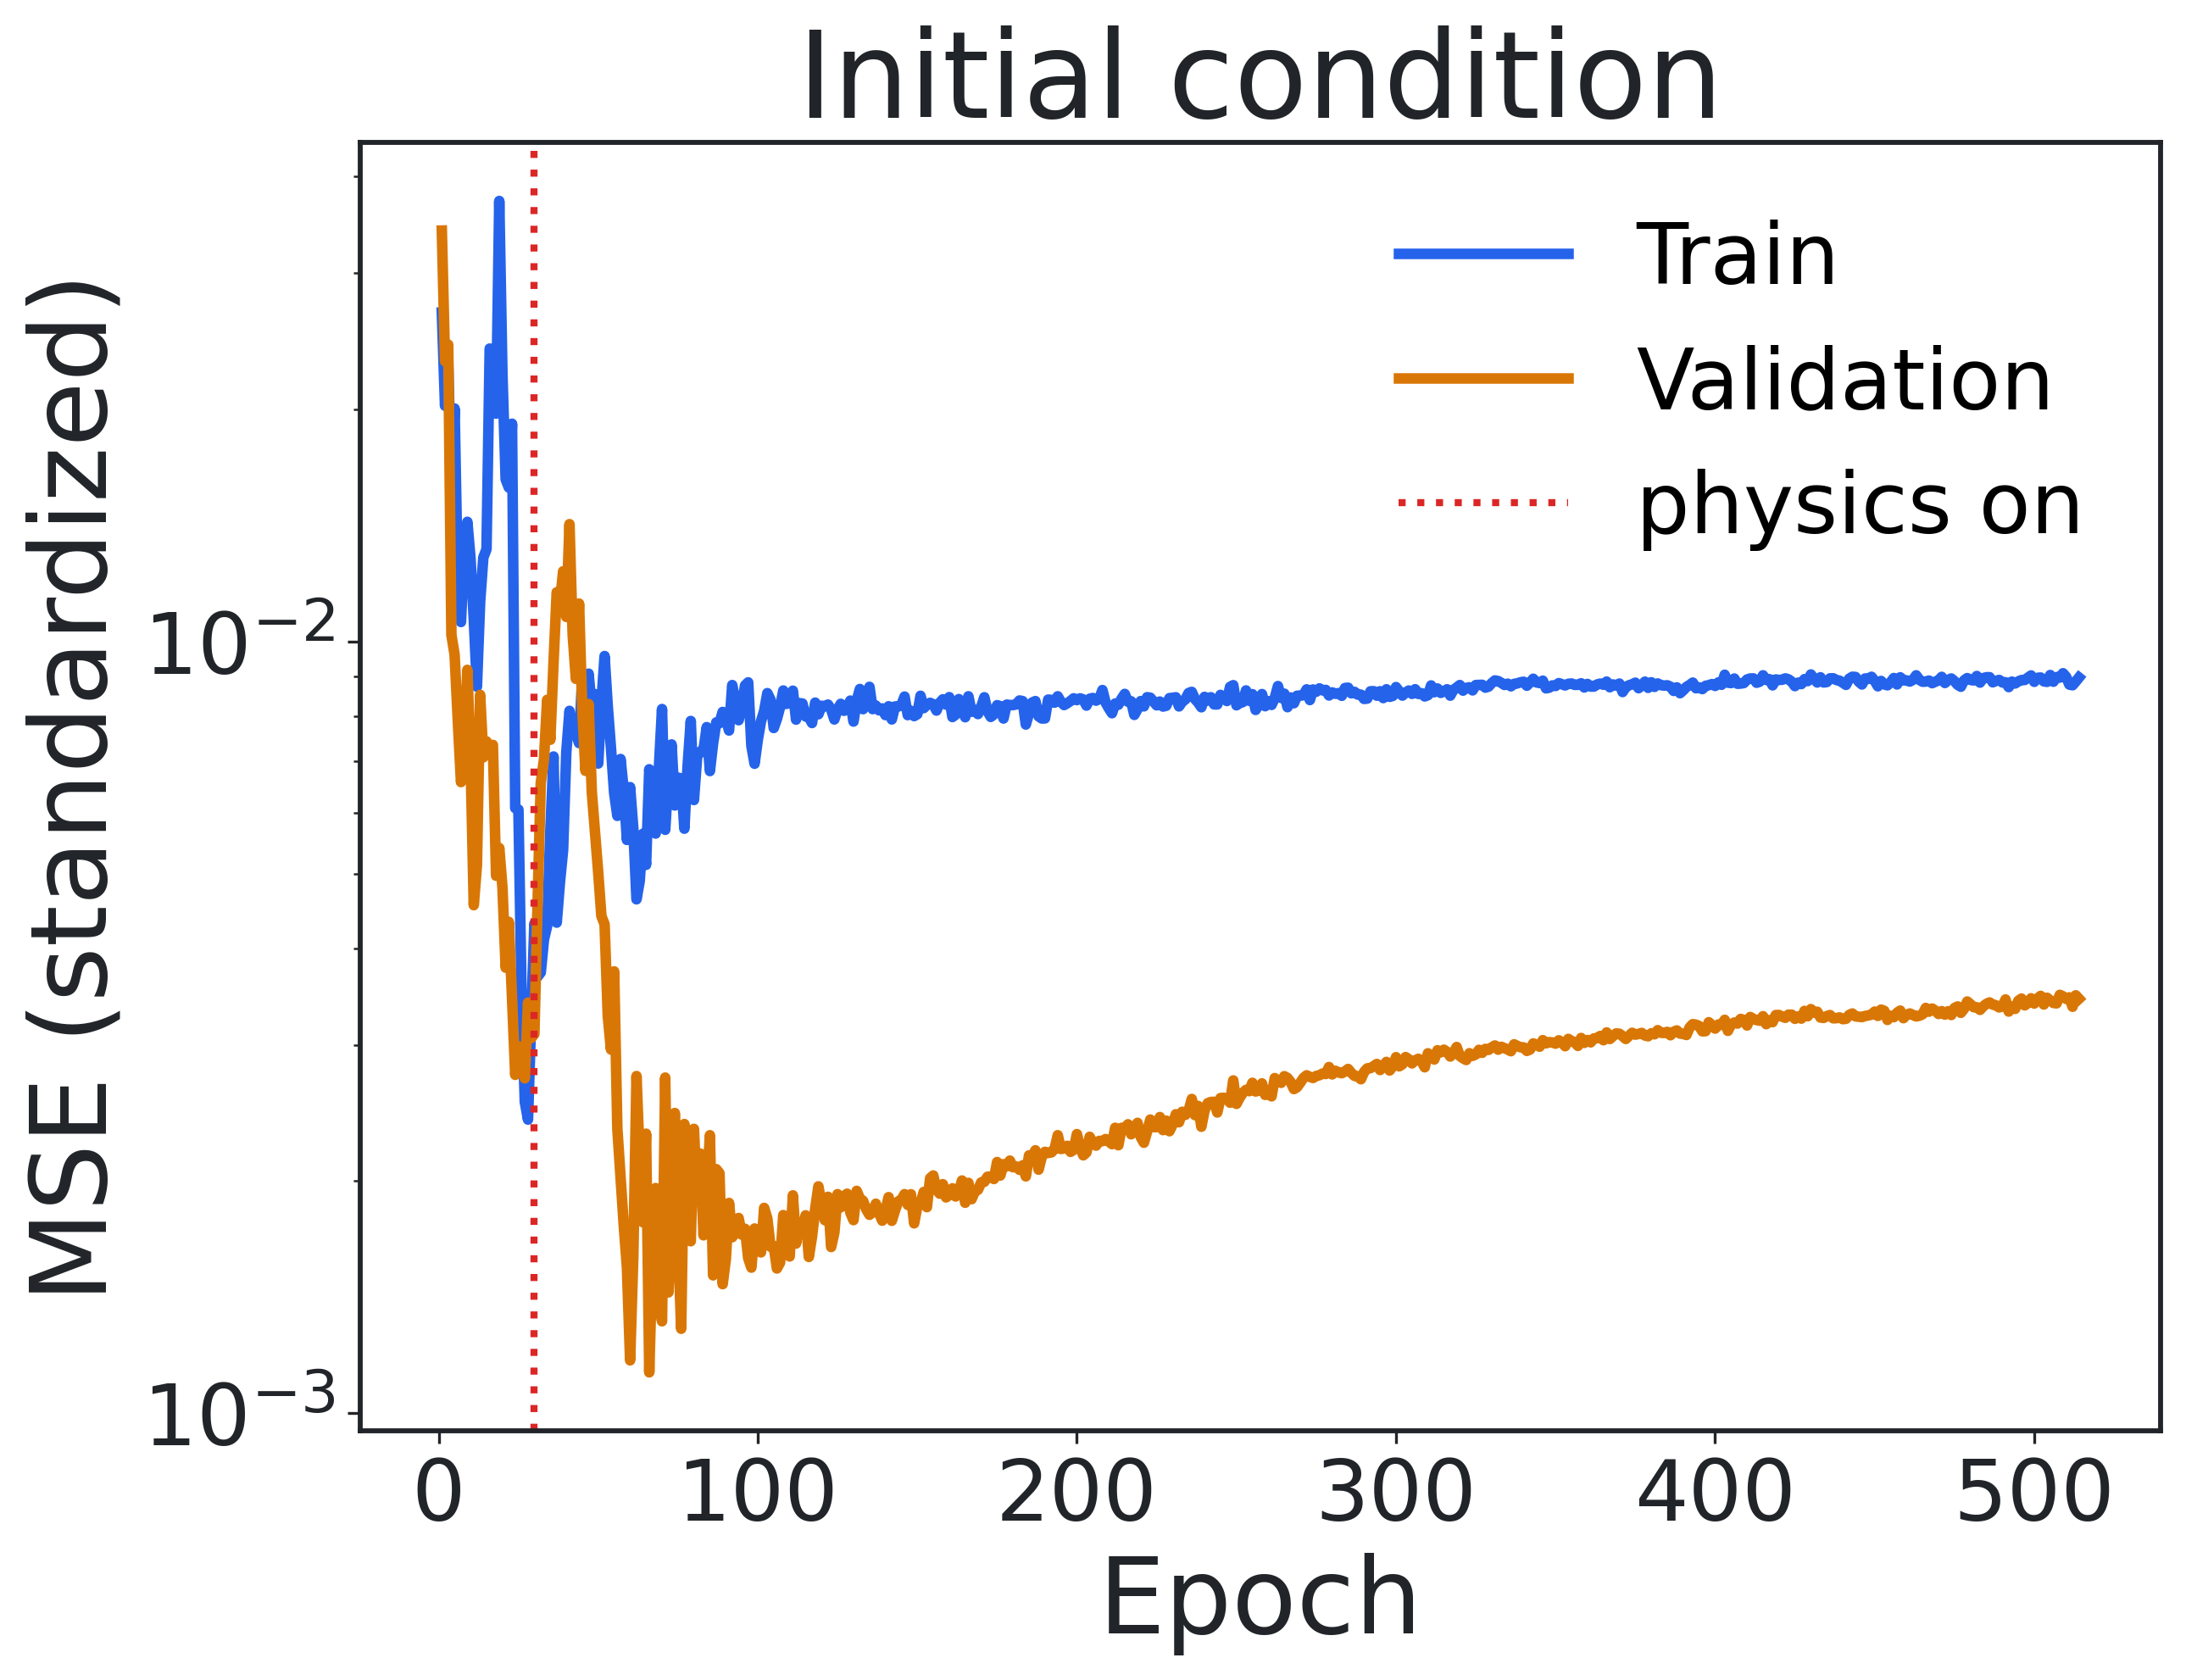 Initial condition
MSE (standardized)
10⁻²
10⁻³
Train
Validation
physics on
0 100 200 300 400 500
Epoch